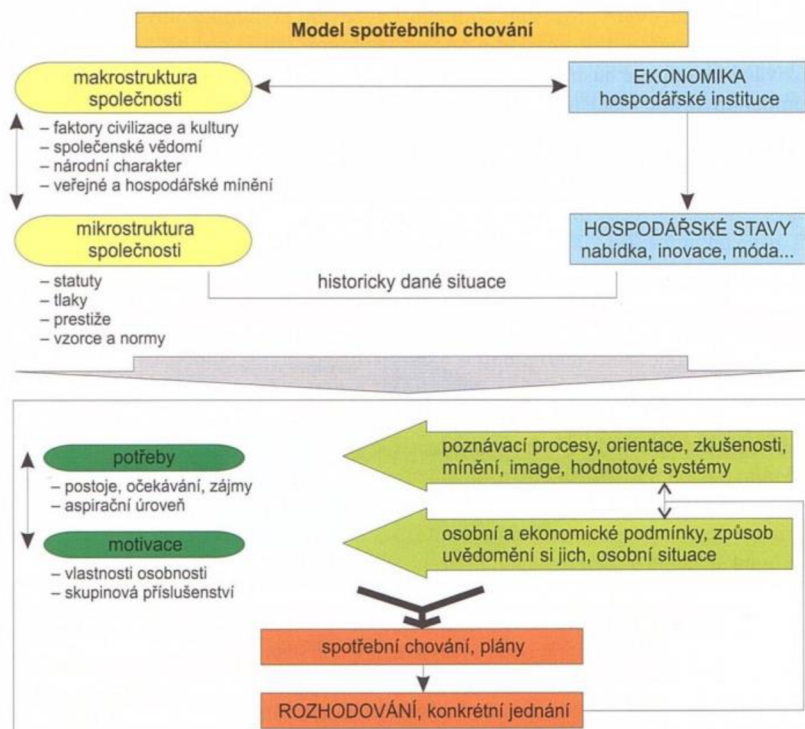 Model spotřebního chování
makrostruktura
společnosti
– faktory civilizace a kultury
– společenské vědomí
– národní charakter
– veřejné a hospodářské mínění
EKONOMIKA
hospodářské instituce
mikrostruktura
společnosti
– statuty
– tlaky
– prestiže
– vzorce a normy
HOSPODÁŘSKÉ STAVY
nabídka, inovace, móda...
historicky dané situace
potřeby
– postoje, očekávání, zájmy
– aspirační úroveň
motivace
– vlastnosti osobnosti
– skupinová příslušenství
poznávací procesy, orientace, zkušenosti,
mínění, image, hodnotové systémy
osobní a ekonomické podmínky, způsob
uvědomění si jich, osobní situace
spotřební chování, plány
ROZHODOVÁNÍ, konkrétní jednání